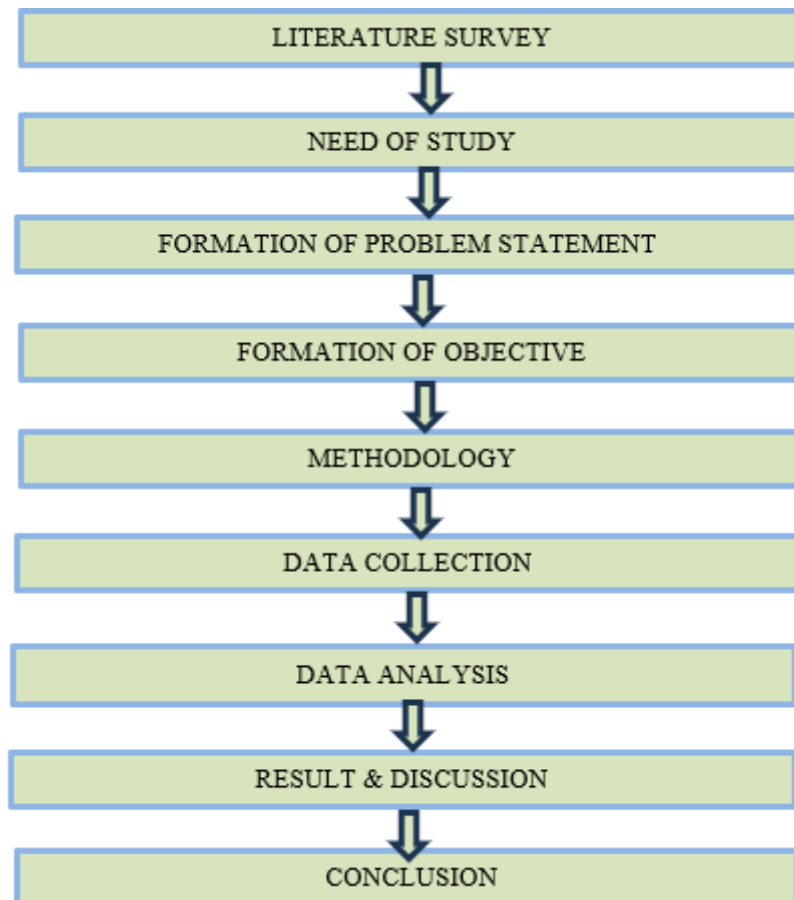 LITERATURE SURVEY
NEED OF STUDY
FORMATION OF PROBLEM STATEMENT
FORMATION OF OBJECTIVE
METHODOLOGY
DATA COLLECTION
DATA ANALYSIS
RESULT & DISCUSSION
CONCLUSION